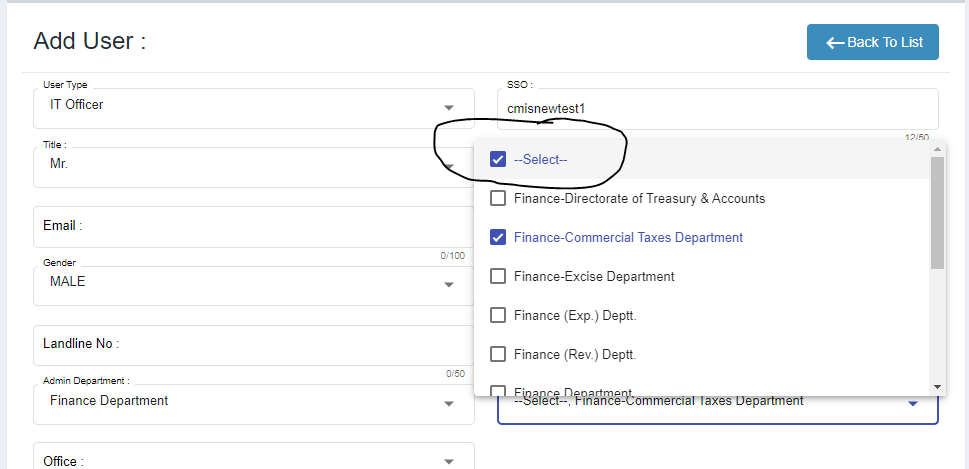 Add User :
Back To List
User Type
IT Officer
SSO :
cmisnewtest1
12/50
Title :
Mr.
--Select--
Finance-Directorate of Treasury & Accounts
Email :
0/100
Finance-Commercial Taxes Department
Gender
MALE
Finance-Excise Department
Finance (Exp.) Deptt.
Landline No :
0/50
Finance (Rev.) Deptt.
Admin Department :
Finance Department
Finance Department
--Select--, Finance-Commercial Taxes Department
Office :